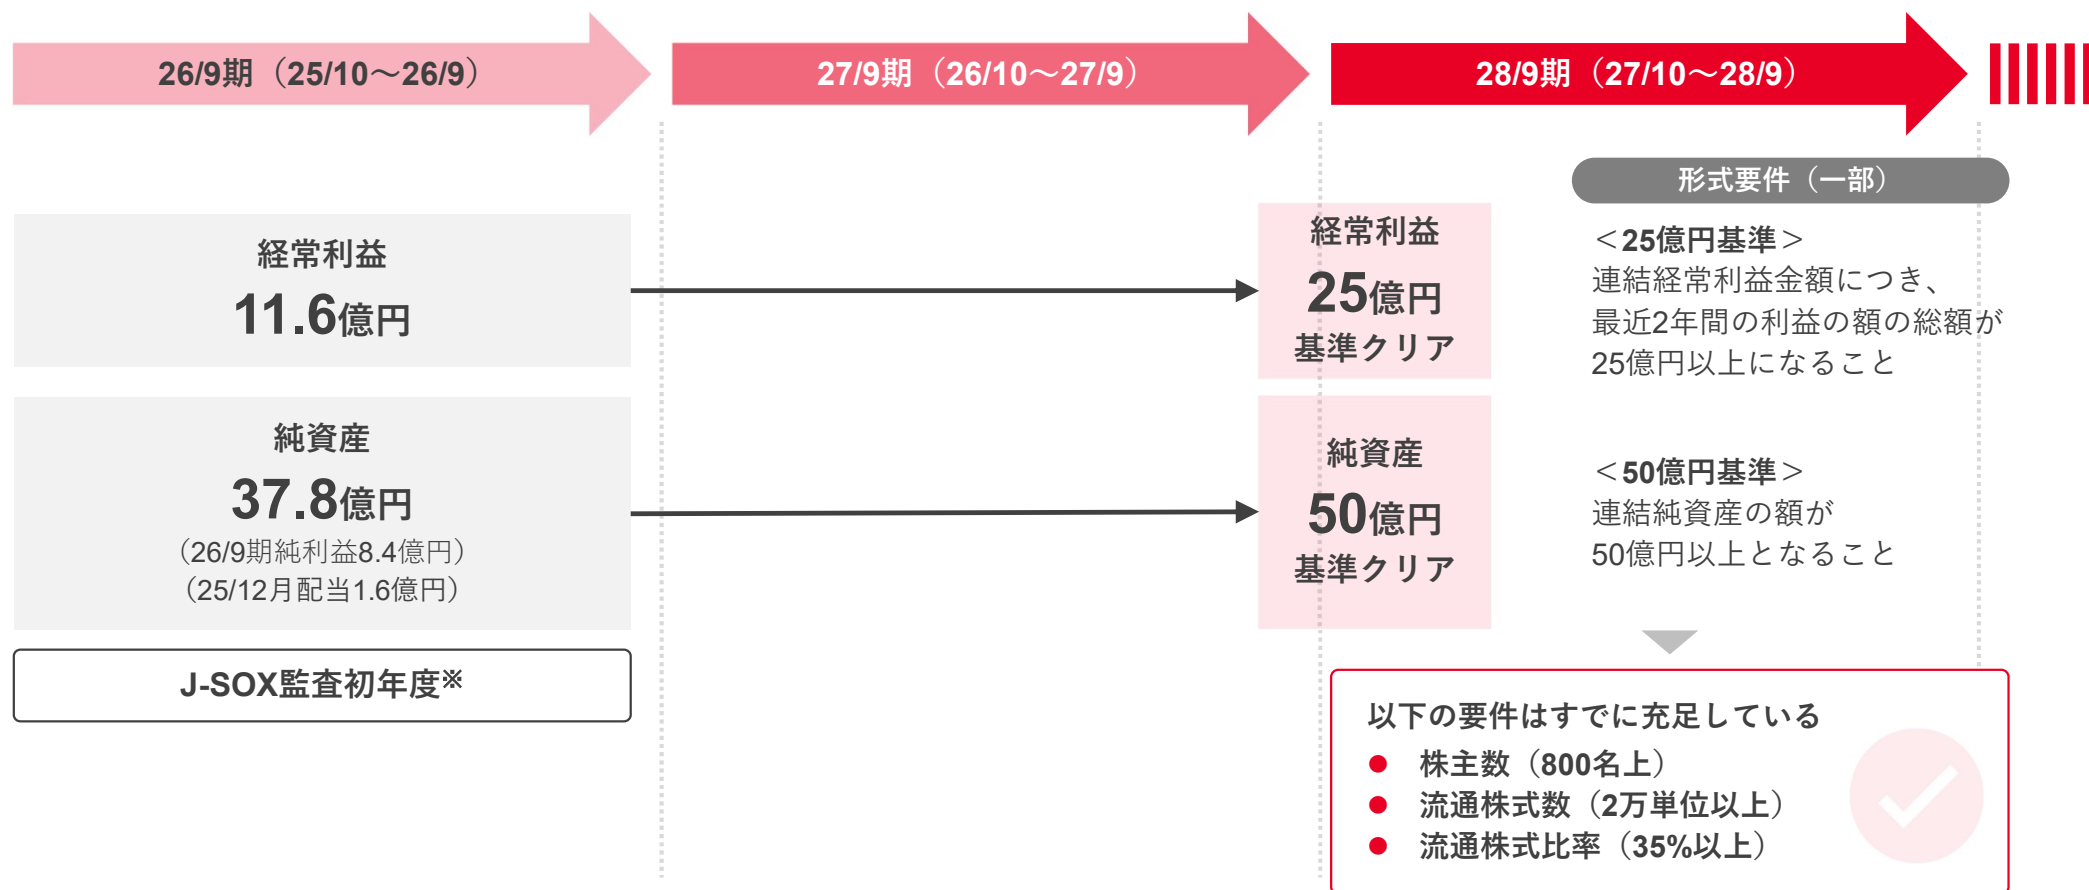 26/9期（25/10～26/9）
27/9期（26/10～27/9）
28/9期（27/10～28/9）
経常利益
11.6億円
純資産
37.8億円
（26/9期純利益8.4億円）
（25/12月配当1.6億円）
J-SOX監査初年度※
経常利益
25億円
基準クリア
純資産
50億円
基準クリア
形式要件（一部）
＜25億円基準＞
連結経常利益金額につき、
最近2年間の利益の額の総額が
25億円以上になること
＜50億円基準＞
連結純資産の額が
50億円以上となること
以下の要件はすでに充足している
● 株主数（800名上）
● 流通株式数（2万単位以上）
● 流通株式比率（35%以上）